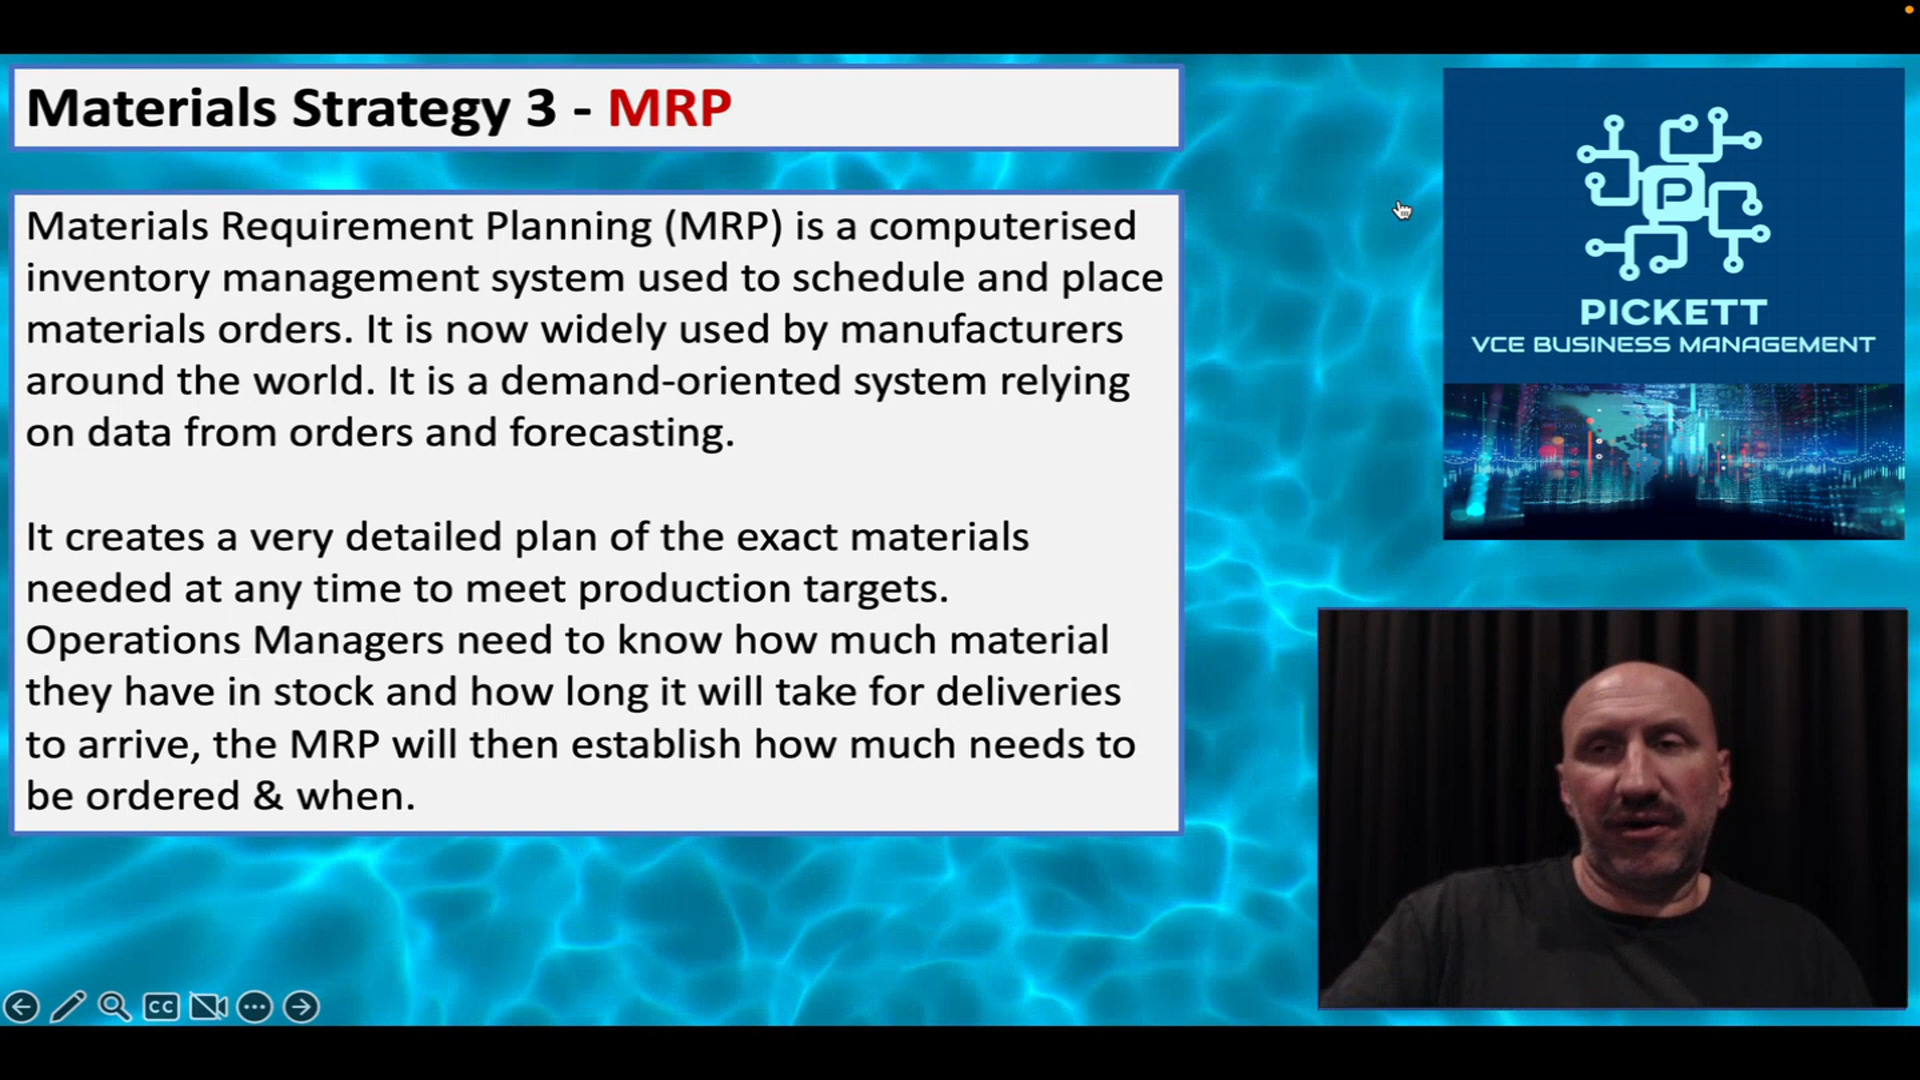 Materials Strategy 3 - MRP
Materials Requirement Planning (MRP) is a computerised
inventory management system used to schedule and place
materials orders. It is now widely used by manufacturers
around the world. It is a demand-oriented system relying
on data from orders and forecasting.
It creates a very detailed plan of the exact materials
needed at any time to meet production targets.
Operations Managers need to know how much material
they have in stock and how long it will take for deliveries
to arrive, the MRP will then establish how much needs to
be ordered & when.
P
PICKETT
VCE BUSINESS MANAGEMENT
CC